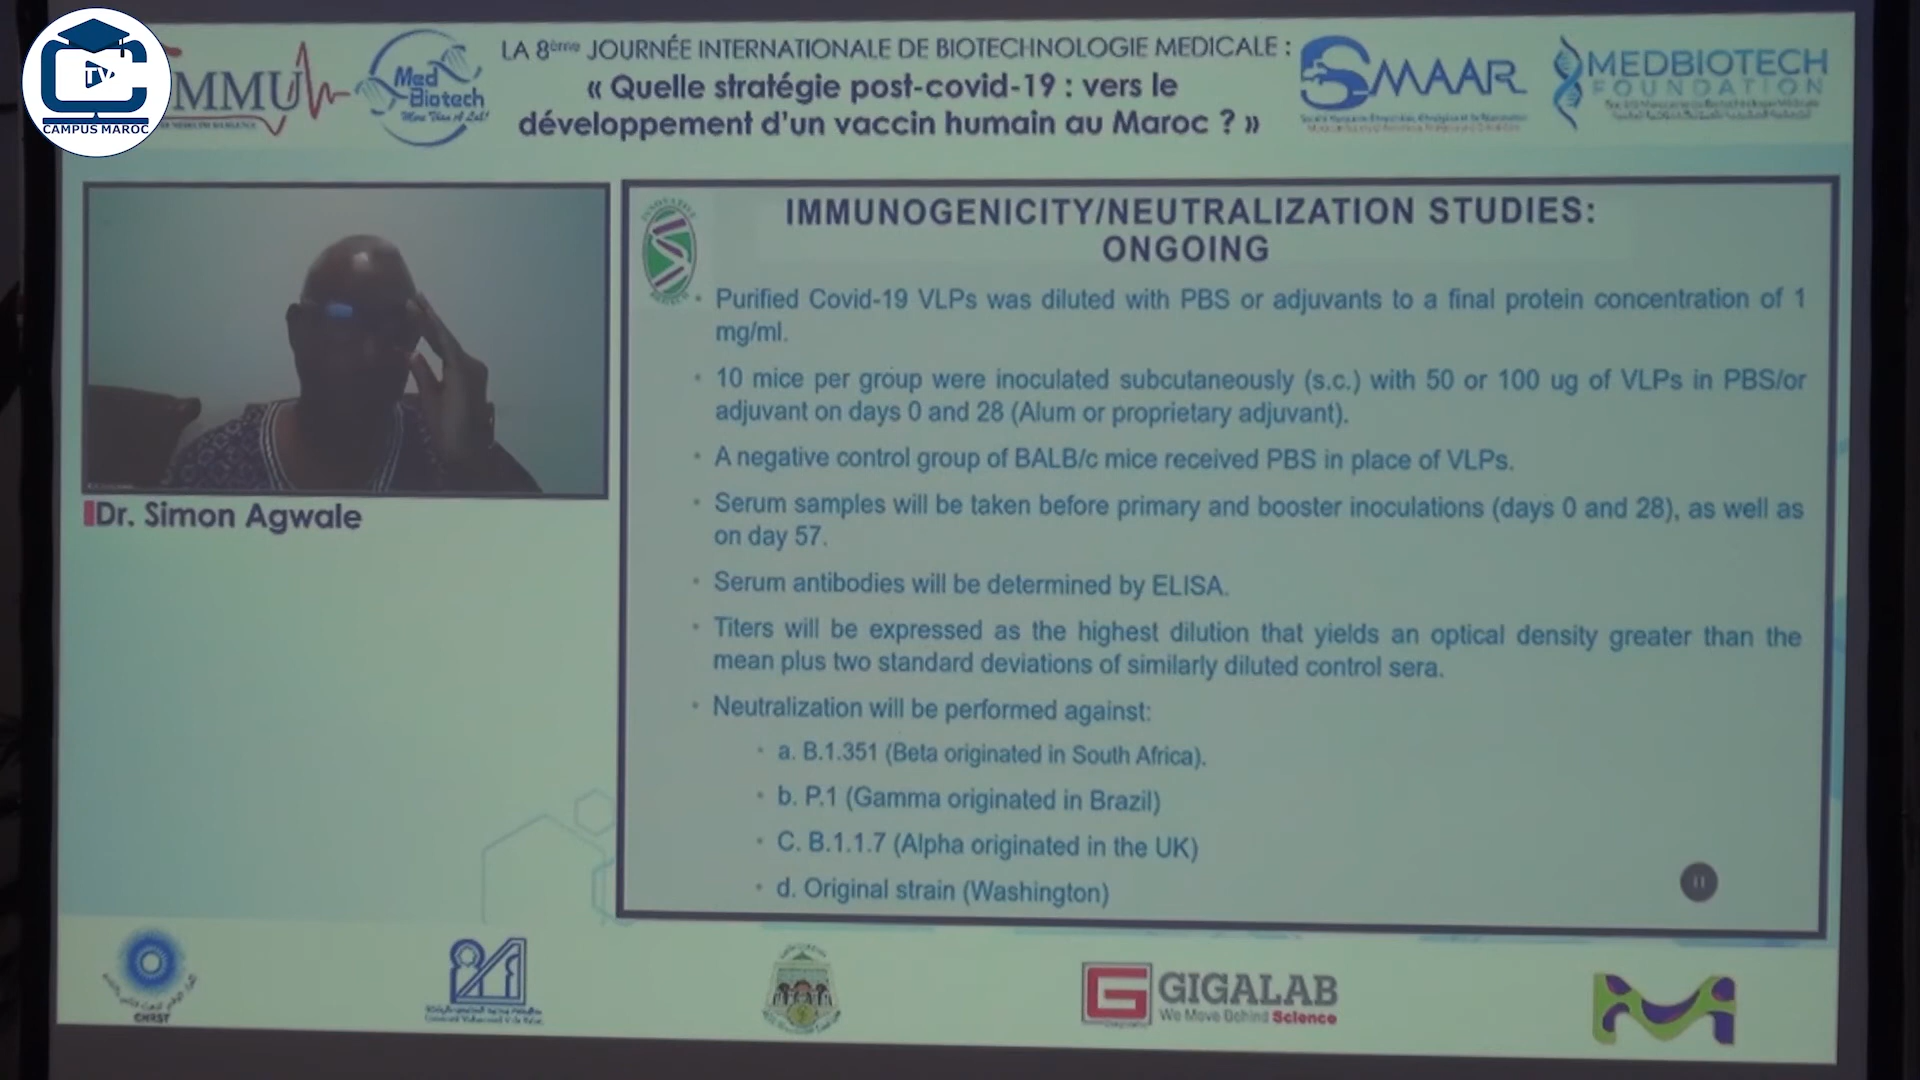 TV
CAMPUS MAROC
MMU
Med
Biotech
More Than A Lab!
LA 8ème JOURNÉE INTERNATIONALE DE BIOTECHNOLOGIE MEDICALE :
« Quelle stratégie post-covid-19 : vers le
développement d'un vaccin humain au Maroc ? »
SMAAR
MEDBIOTECH
FOUNDATION
Dr. Simon Agwale
INNOVATIVE
IMMUNOGENICITY/NEUTRALIZATION STUDIES:
ONGOING
• Purified Covid-19 VLPs was diluted with PBS or adjuvants to a final protein concentration of 1
mg/ml.
• 10 mice per group were inoculated subcutaneously (s.c.) with 50 or 100 ug of VLPs in PBS/or
adjuvant on days 0 and 28 (Alum or proprietary adjuvant).
• A negative control group of BALB/c mice received PBS in place of VLPs.
• Serum samples will be taken before primary and booster inoculations (days 0 and 28), as well as
on day 57.
• Serum antibodies will be determined by ELISA.
• Titers will be expressed as the highest dilution that yields an optical density greater than the
mean plus two standard deviations of similarly diluted control sera.
• Neutralization will be performed against:
• a. B.1.351 (Beta originated in South Africa).
• b. P.1 (Gamma originated in Brazil)
• C. B.1.1.7 (Alpha originated in the UK)
• d. Original strain (Washington)
11
CNRST
GIGALAB
We Move Behind Science